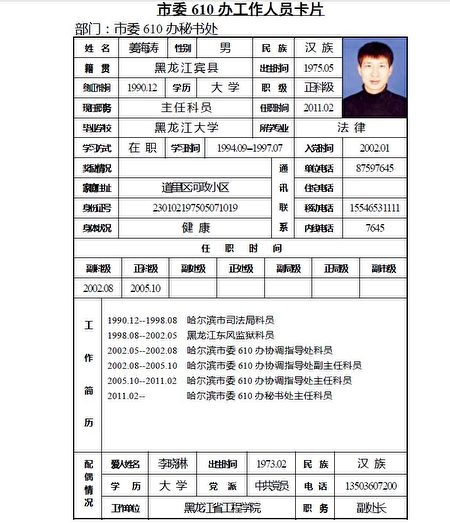 市委 610 办工作人员卡片
部门：市委 610 办秘书处
姓 名 姜海涛 性别 男 民 族 汉 族
籍 贯 黑龙江宾县 出生时间 1975.05
参加工作时间 1990.12 学历 大 学 职 级 正科级
现任职务 主任科员 任职时间 2011.02
毕业学校 黑龙江大学 所学专业 法 律
学习方式 在 职 学习时间 1994.09--1997.07 入党时间 2002.01
奖惩情况 通讯联系 单位电话 87597645
家庭住址 道里区河政小区 住宅电话
身份证号 230102197505071019 移动电话 15546531111
身体状况 健 康 内线电话 7645
任 职 时 间
副科级 正科级 副处级 正处级 副局级 正局级 副市级
2002.08 2005.10
工作简历
1990.12--1998.08 哈尔滨市司法局科员
1998.08--2002.05 黑龙江东风监狱科员
2002.05--2002.08 哈尔滨市委 610 办协调指导处科员
2002.08--2005.10 哈尔滨市委 610 办协调指导处副主任科员
2005.10--2011.02 哈尔滨市委 610 办协调指导处主任科员
2011.02-- 哈尔滨市委 610 办秘书处主任科员
配偶情况 爱人姓名 李晓琳 出生时间 1973.02 民 族 汉 族
学 历 大 学 党 派 中共党员 电 话 13503607200
工作单位 黑龙江省工程学院 职 务 副处长